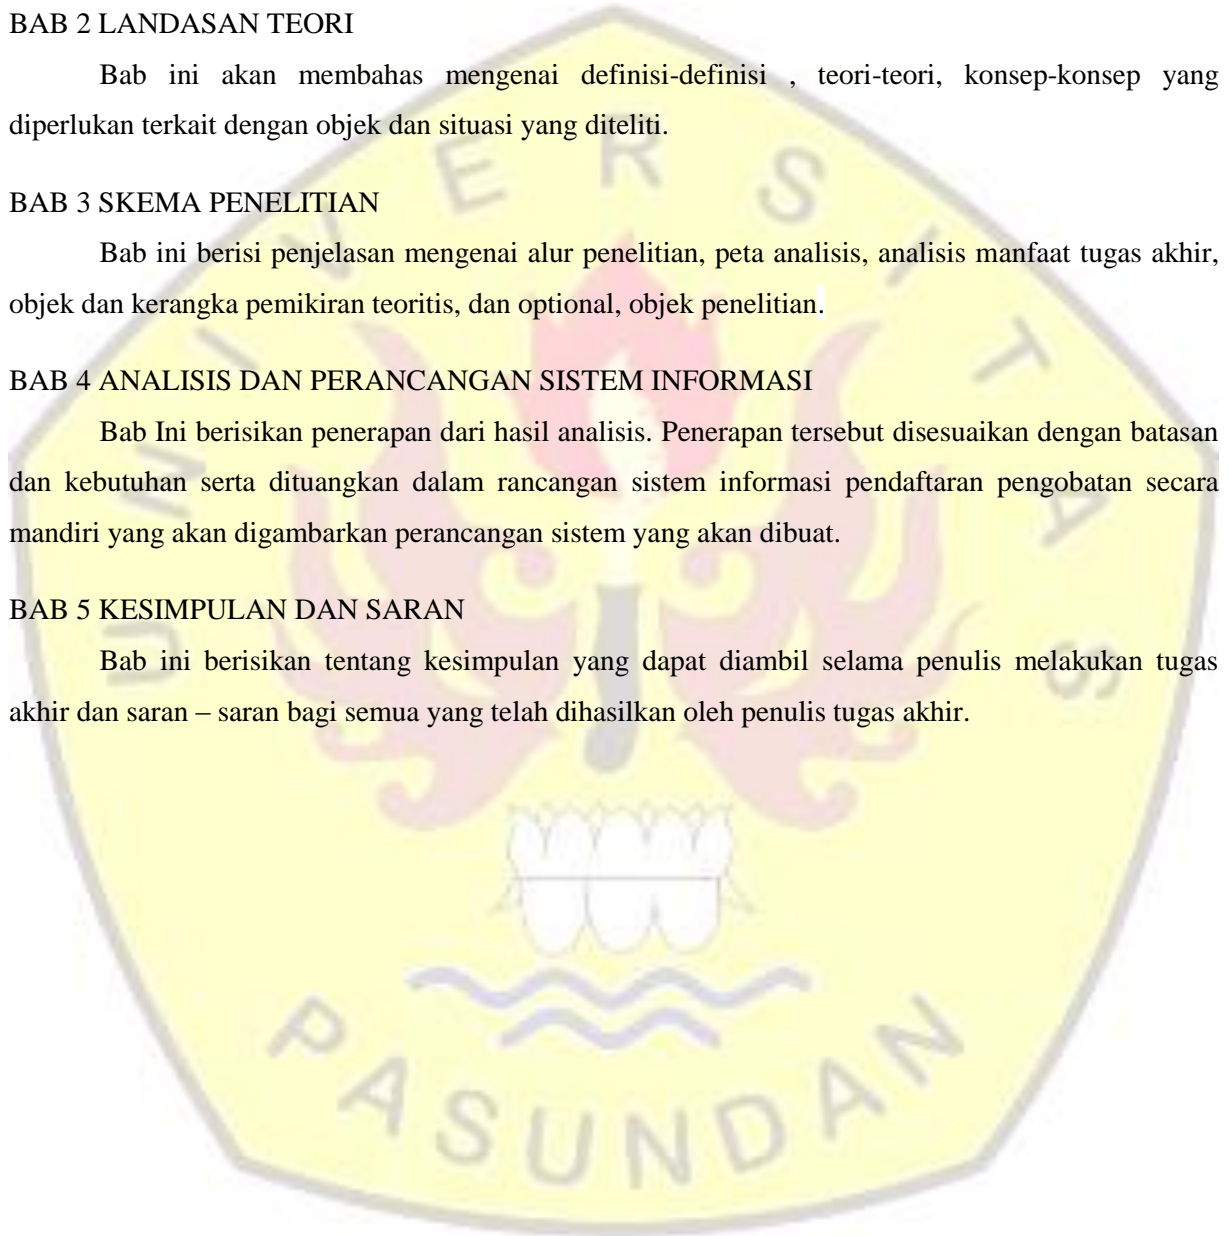 BAB 2 LANDASAN TEORI
Bab ini akan membahas mengenai definisi-definisi , teori-teori, konsep-konsep yang
diperlukan terkait dengan objek dan situasi yang diteliti.
BAB 3 SKEMA PENELITIAN
Bab ini berisi penjelasan mengenai alur penelitian, peta analisis, analisis manfaat tugas akhir,
objek dan kerangka pemikiran teoritis, dan optional, objek penelitian.
BAB 4 ANALISIS DAN PERANCANGAN SISTEM INFORMASI
Bab Ini berisikan penerapan dari hasil analisis. Penerapan tersebut disesuaikan dengan batasan
dan kebutuhan serta dituangkan dalam rancangan sistem informasi pendaftaran pengobatan secara
mandiri yang akan digambarkan perancangan sistem yang akan dibuat.
BAB 5 KESIMPULAN DAN SARAN
Bab ini berisikan tentang kesimpulan yang dapat diambil selama penulis melakukan tugas
akhir dan saran – saran bagi semua yang telah dihasilkan oleh penulis tugas akhir.
UNIVERSITAS
PASUNDAN